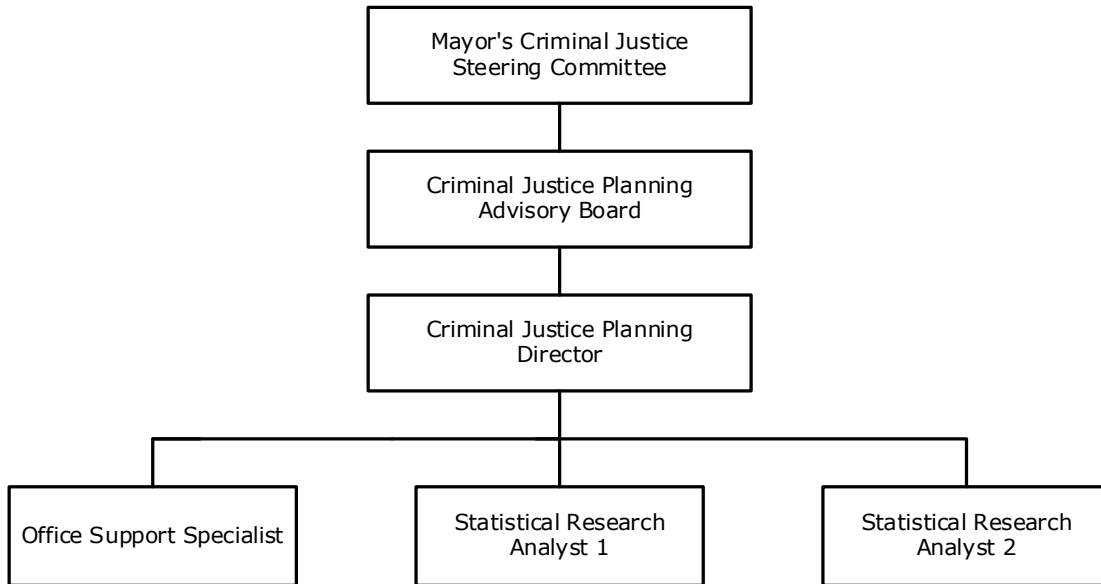 Mayor's Criminal Justice
Steering Committee
Criminal Justice Planning
Advisory Board
Criminal Justice Planning
Director
Office Support Specialist
Statistical Research
Analyst 1
Statistical Research
Analyst 2